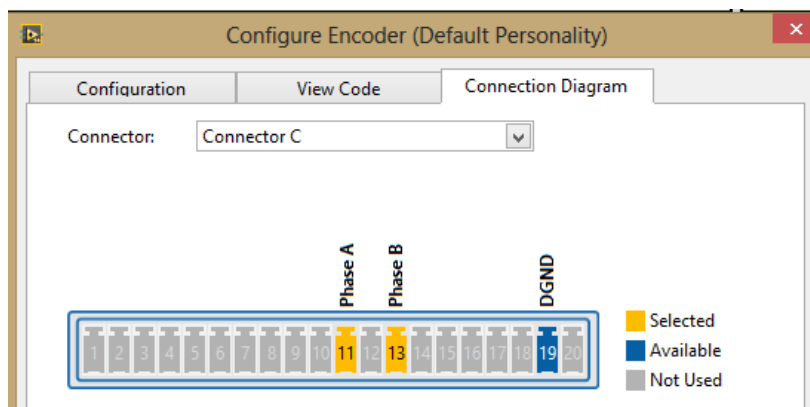 Configure Encoder (Default Personality)
Configuration
View Code
Connection Diagram
Connector:
Connector C
Phase A
Phase B
DGND
1 2 3 4 5 6 7 8 9 10 11 12 13 14 15 16 17 18 19 20
Selected
Available
Not Used